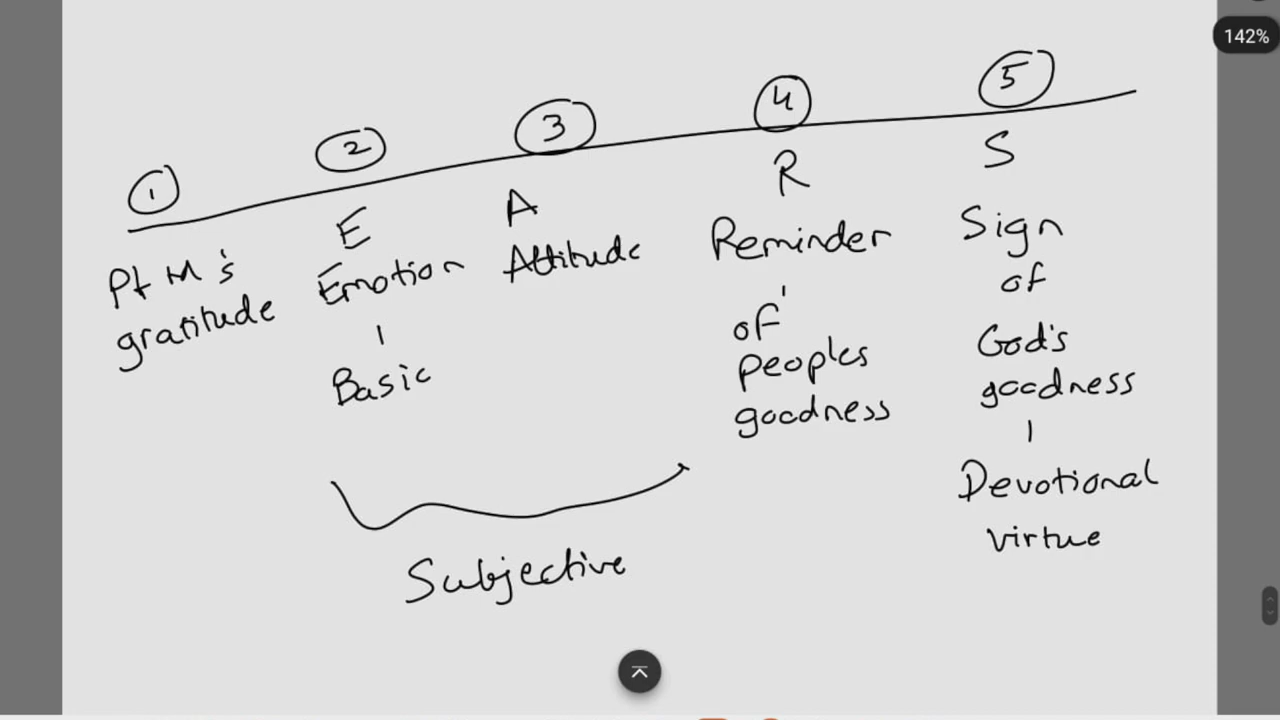 142%
1
2
3
4
5
Pt M's
gratitude
E
Emotion
Basic
A
Attitude
R
Reminder
of
peoples
goodness
S
Sign
of
God's
goodness
Devotional
virtue
Subjective